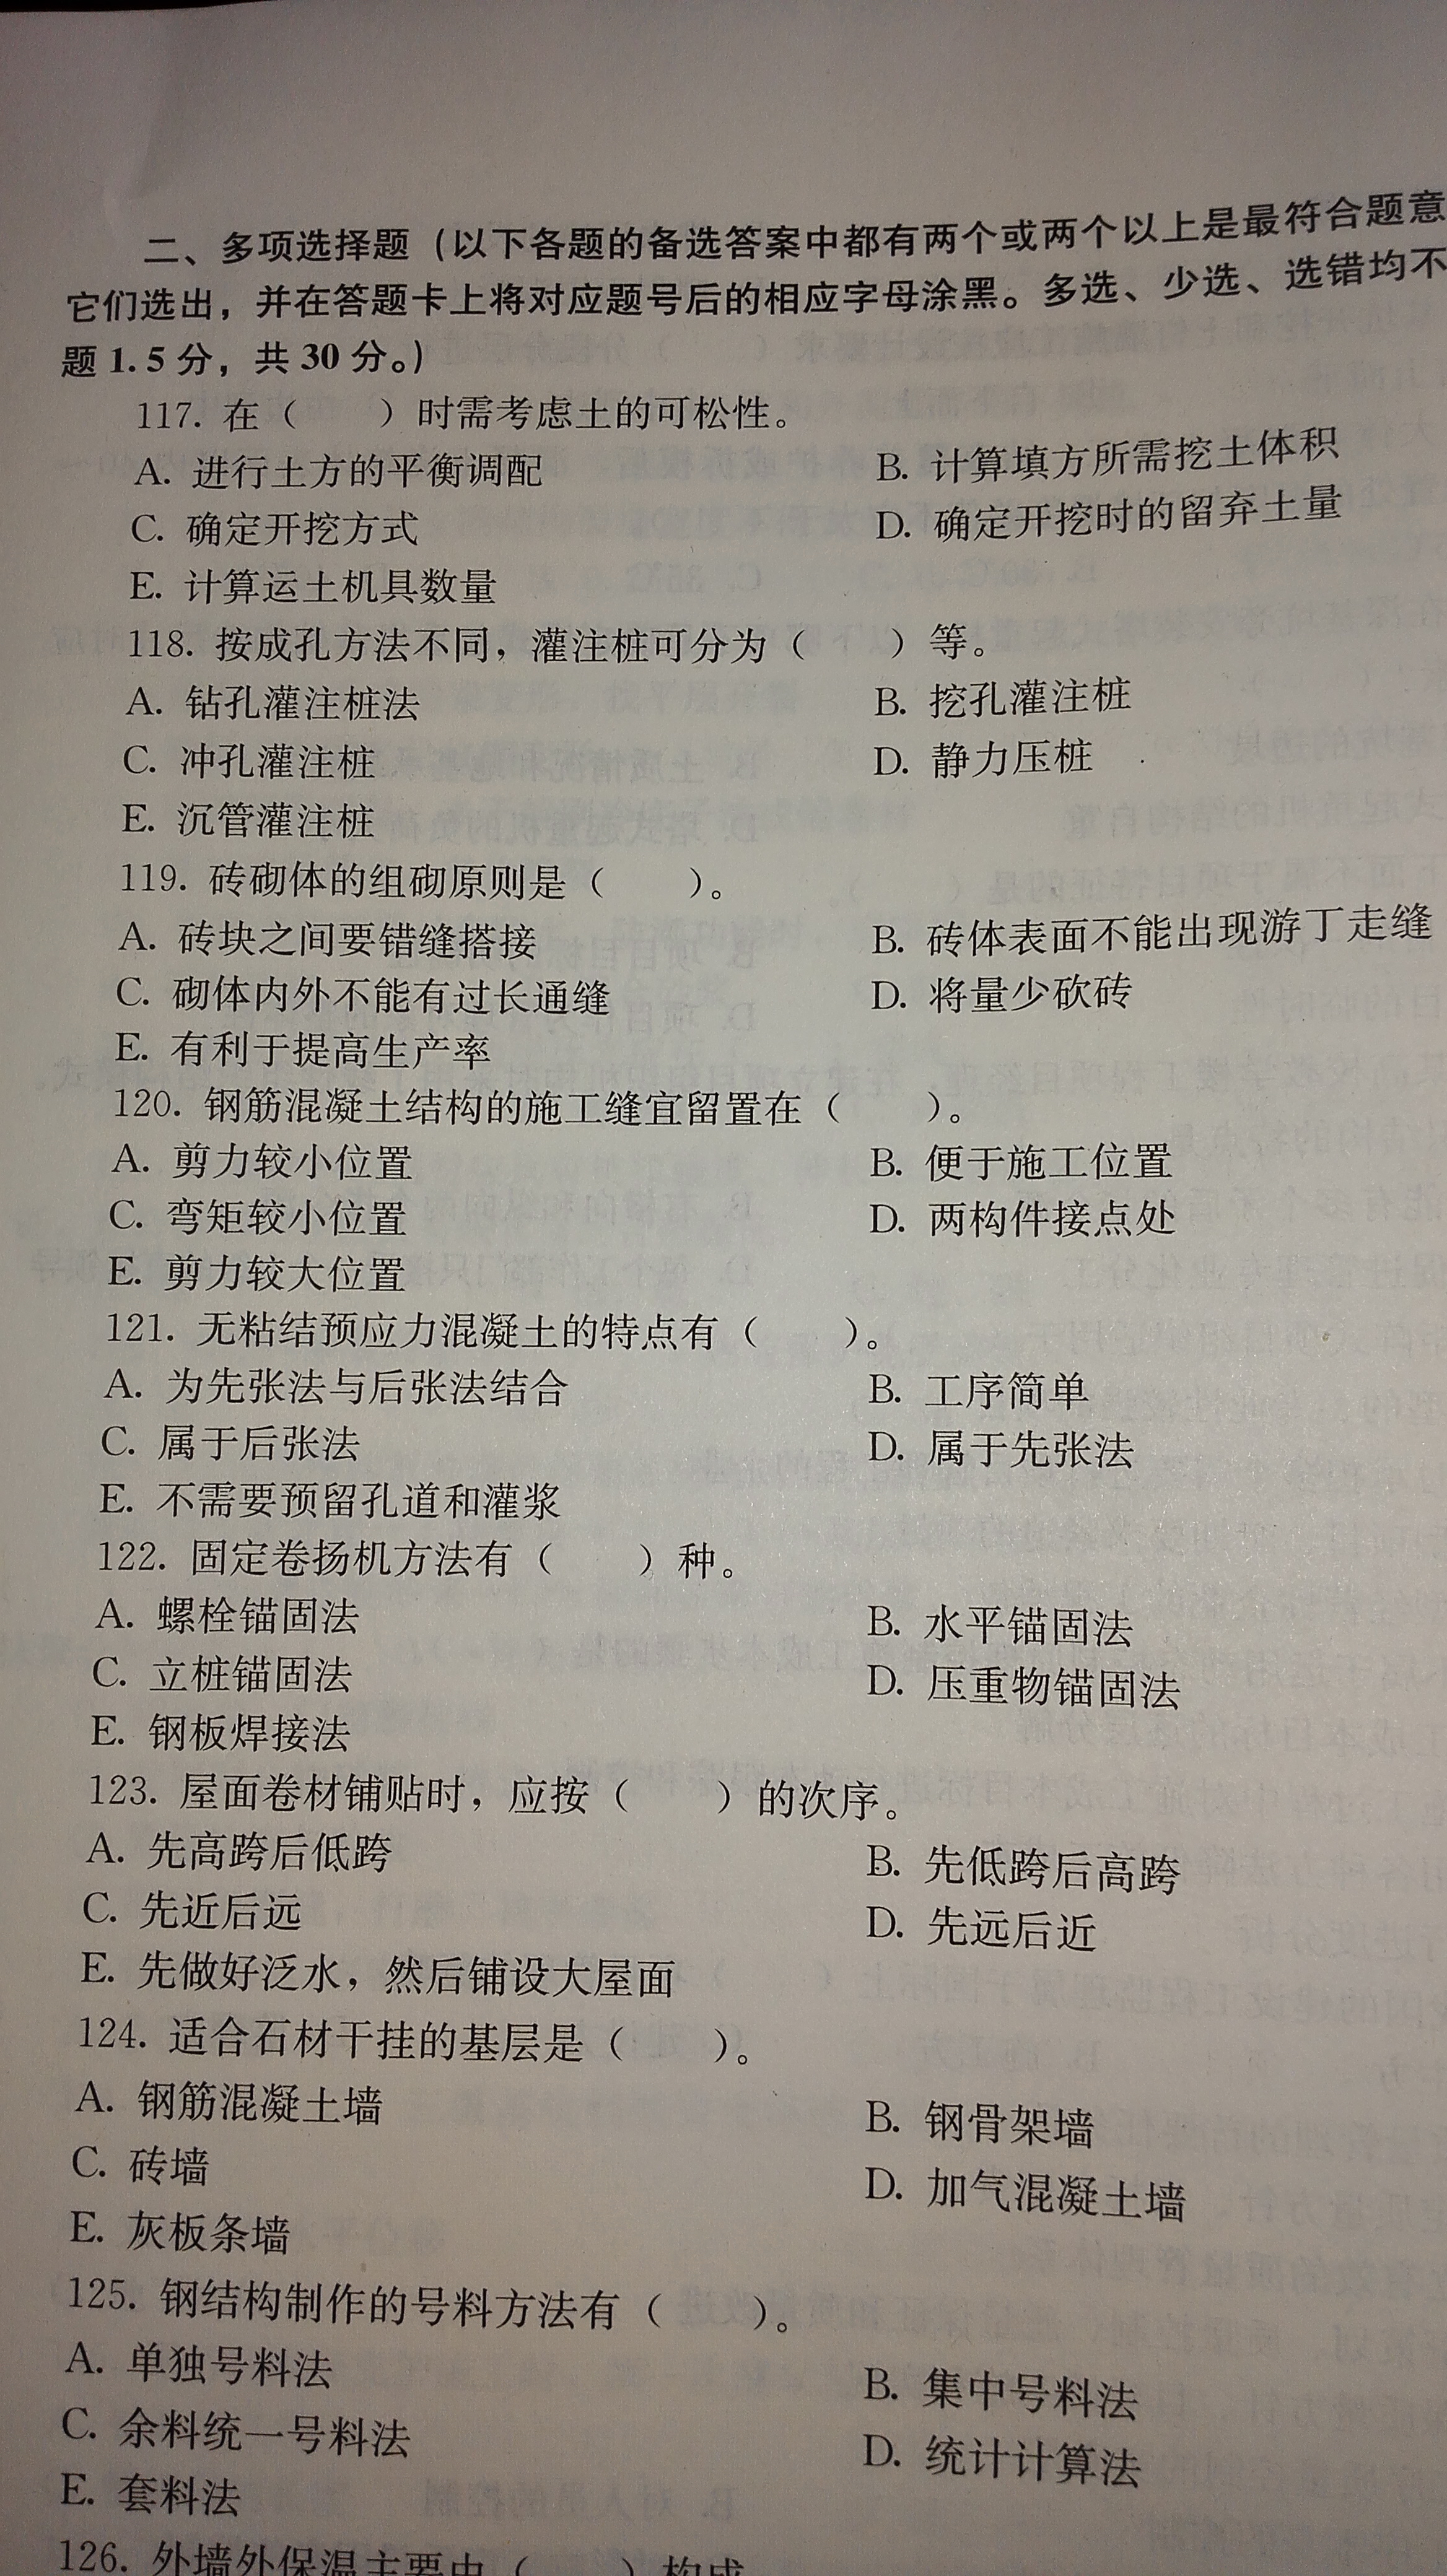 二、多项选择题（以下各题的备选答案中都有两个或两个以上是最符合题意
它们选出，并在答题卡上将对应题号后的相应字母涂黑。多选、少选、选错均不
题1.5分，共30分。）
117. 在（　　）时需考虑土的可松性。
A. 进行土方的平衡调配　B. 计算填方所需挖土体积
C. 确定开挖方式　D. 确定开挖时的留弃土量
E. 计算运土机具数量
118. 按成孔方法不同，灌注桩可分为（　　）等。
A. 钻孔灌注桩法　B. 挖孔灌注桩
C. 冲孔灌注桩　D. 静力压桩
E. 沉管灌注桩
119. 砖砌体的组砌原则是（　　）。
A. 砖块之间要错缝搭接　B. 砖体表面不能出现游丁走缝
C. 砌体内外不能有过长通缝　D. 将量少砍砖
E. 有利于提高生产率
120. 钢筋混凝土结构的施工缝宜留置在（　　）。
A. 剪力较小位置　B. 便于施工位置
C. 弯矩较小位置　D. 两构件接点处
E. 剪力较大位置
121. 无粘结预应力混凝土的特点有（　　）。
A. 为先张法与后张法结合　B. 工序简单
C. 属于后张法　D. 属于先张法
E. 不需要预留孔道和灌浆
122. 固定卷扬机方法有（　　）种。
A. 螺栓锚固法　B. 水平锚固法
C. 立桩锚固法　D. 压重物锚固法
E. 钢板焊接法
123. 屋面卷材铺贴时，应按（　　）的次序。
A. 先高跨后低跨　B. 先低跨后高跨
C. 先近后远　D. 先远后近
E. 先做好泛水，然后铺设大屋面
124. 适合石材干挂的基层是（　　）。
A. 钢筋混凝土墙　B. 钢骨架墙
C. 砖墙　D. 加气混凝土墙
E. 灰板条墙
125. 钢结构制作的号料方法有（　　）。
A. 单独号料法　B. 集中号料法
C. 余料统一号料法　D. 统计计算法
E. 套料法
126. 外墙外保温主要由（　　）构成